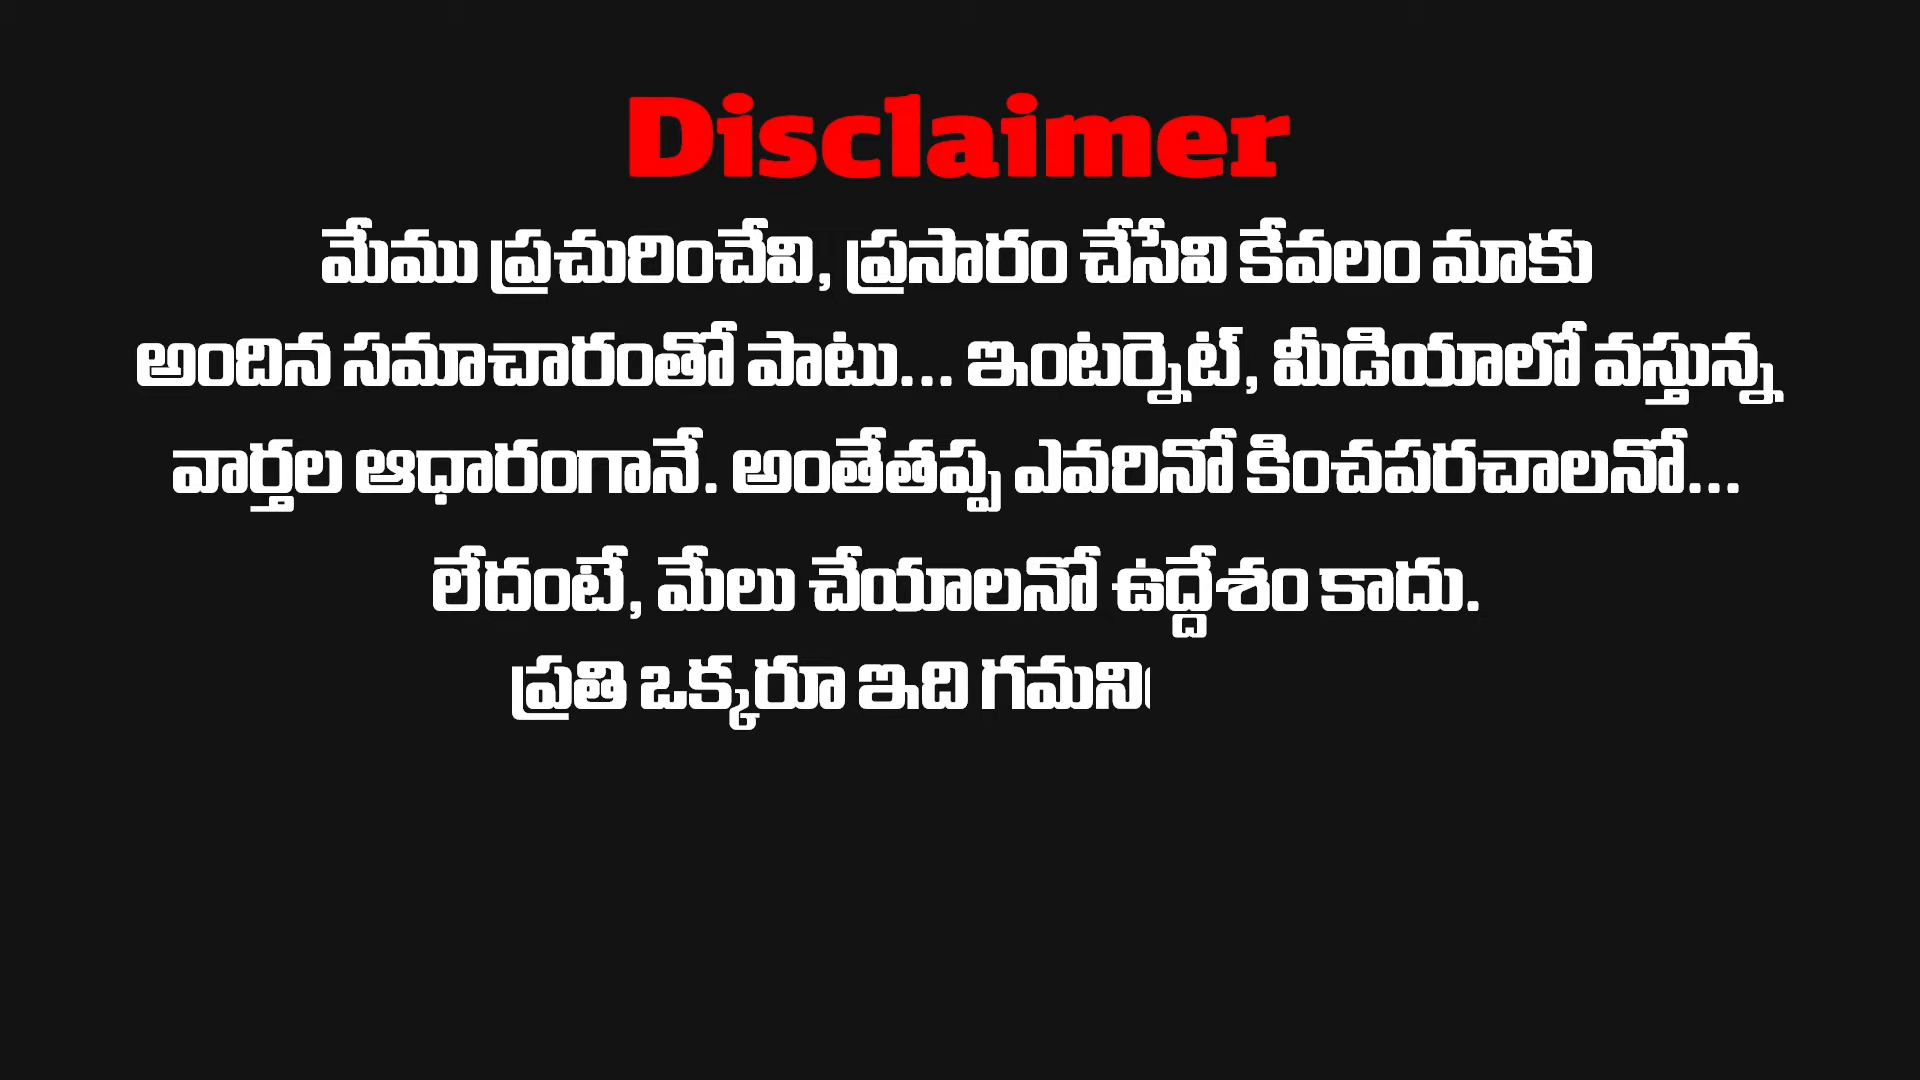 Disclaimer
మేము ప్రచురించేవి, ప్రసారం చేసేవి కేవలం మాకు
అందిన సమాచారంతో పాటు... ఇంటర్నెట్, మీడియాలో వస్తున్న
వార్తల ఆధారంగానే. అంతేతప్ప ఎవరినో కించపరచాలనో...
లేదంటే, మేలు చేయాలనో ఉద్దేశం కాదు.
ప్రతి ఒక్కరూ ఇది గమని